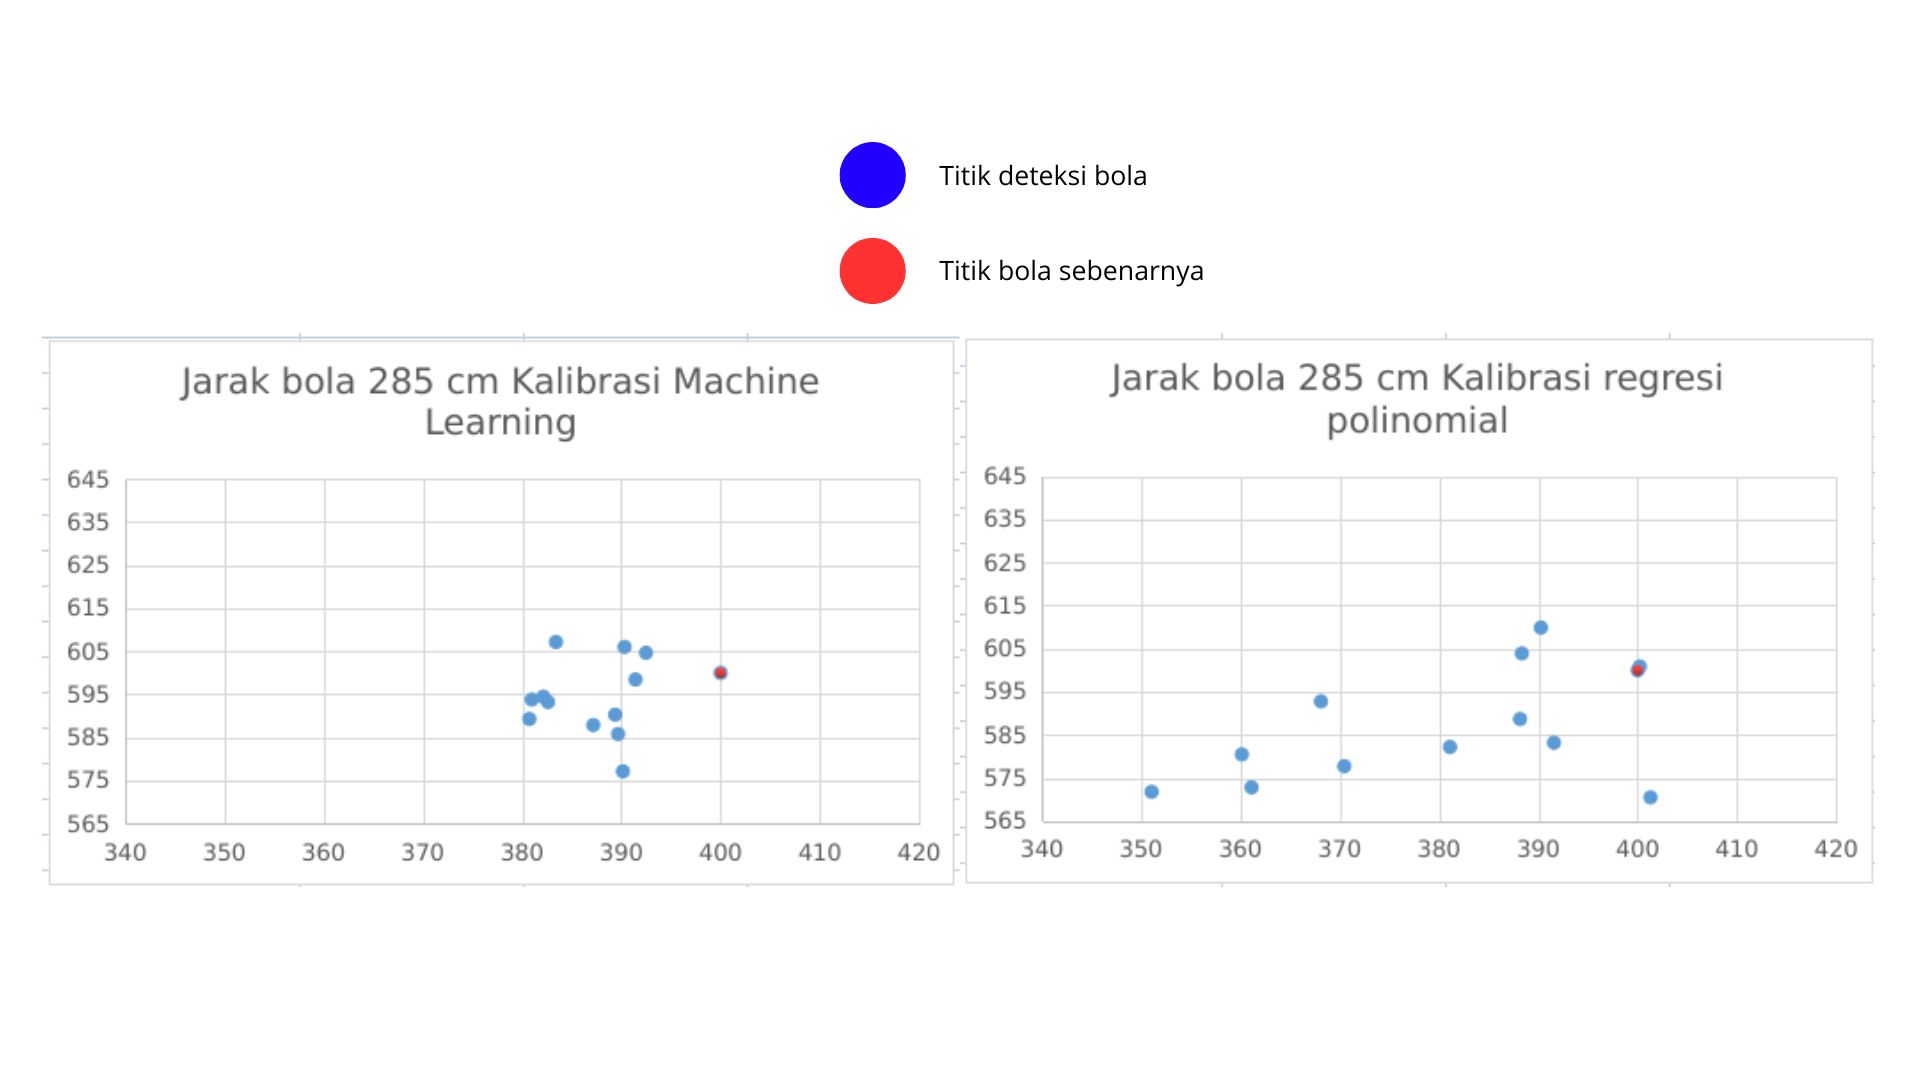 Titik deteksi bola
Titik bola sebenarnya
Jarak bola 285 cm Kalibrasi Machine
Learning
645
635
625
615
605
595
585
575
565
340 350 360 370 380 390 400 410 420
Jarak bola 285 cm Kalibrasi regresi
polinomial
645
635
625
615
605
595
585
575
565
340 350 360 370 380 390 400 410 420